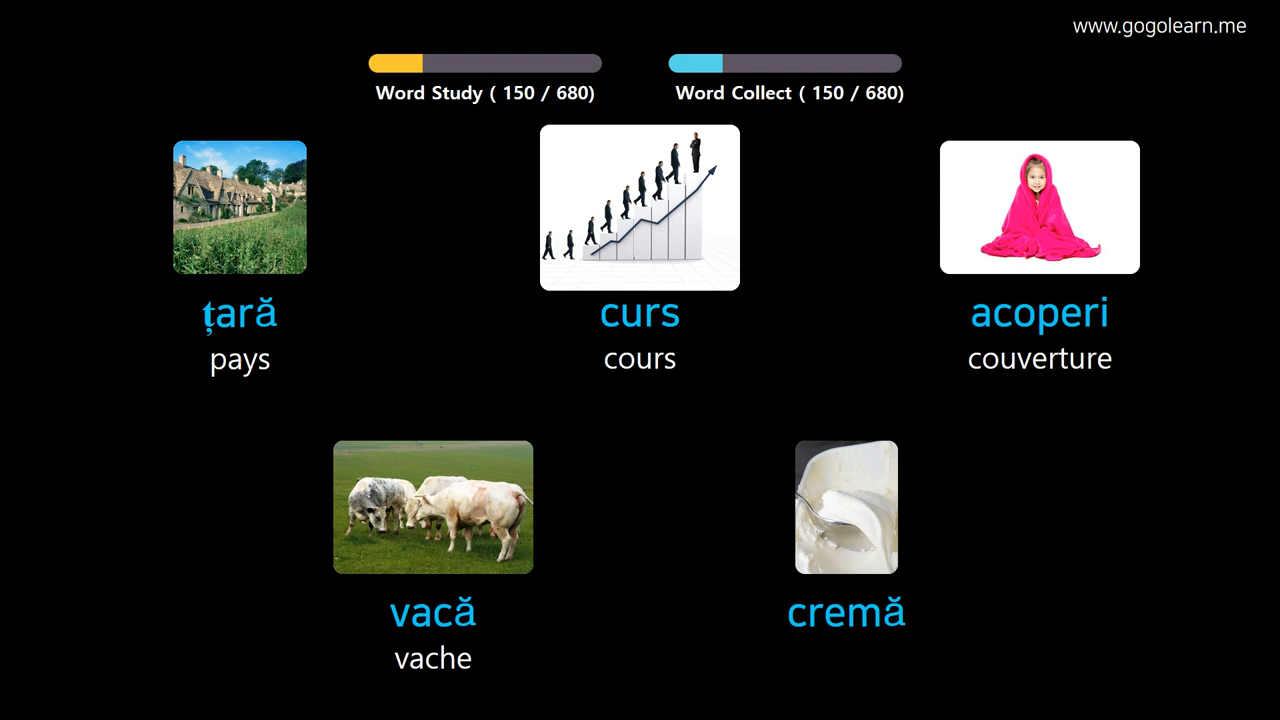 www.gogolearn.me
Word Study ( 150 / 680)
Word Collect ( 150 / 680)
țară
pays
curs
cours
acoperi
couverture
vacă
vache
cremă